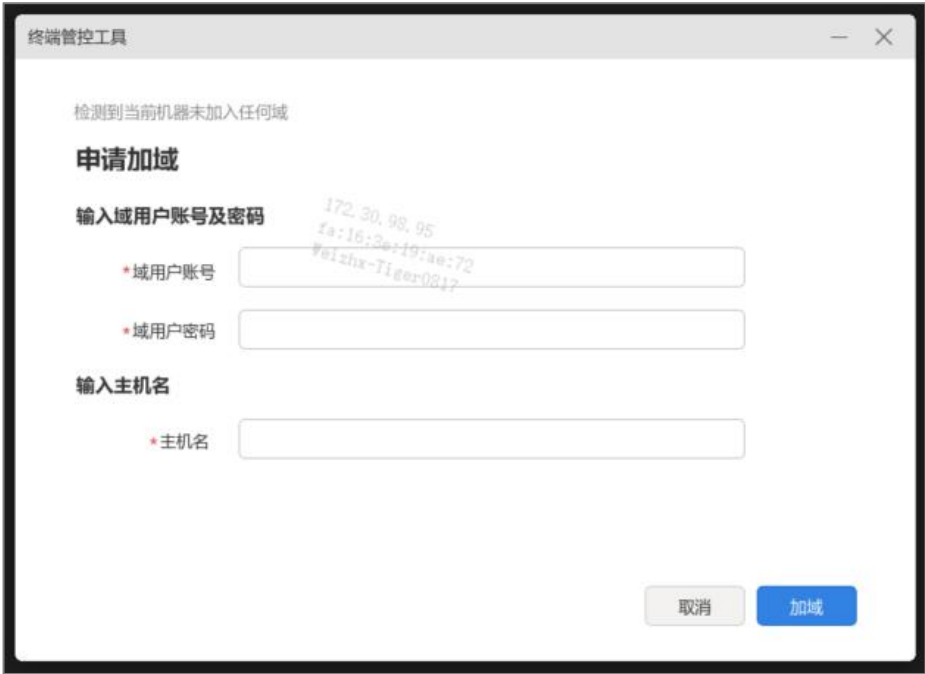 终端管控工具
检测到当前机器未加入任何域
申请加域
输入域用户账号及密码
172.30.98.95
fa:16:3e:19:ae:72
Weizhx-Tiger0817
*域用户账号
*域用户密码
输入主机名
*主机名
取消
加域